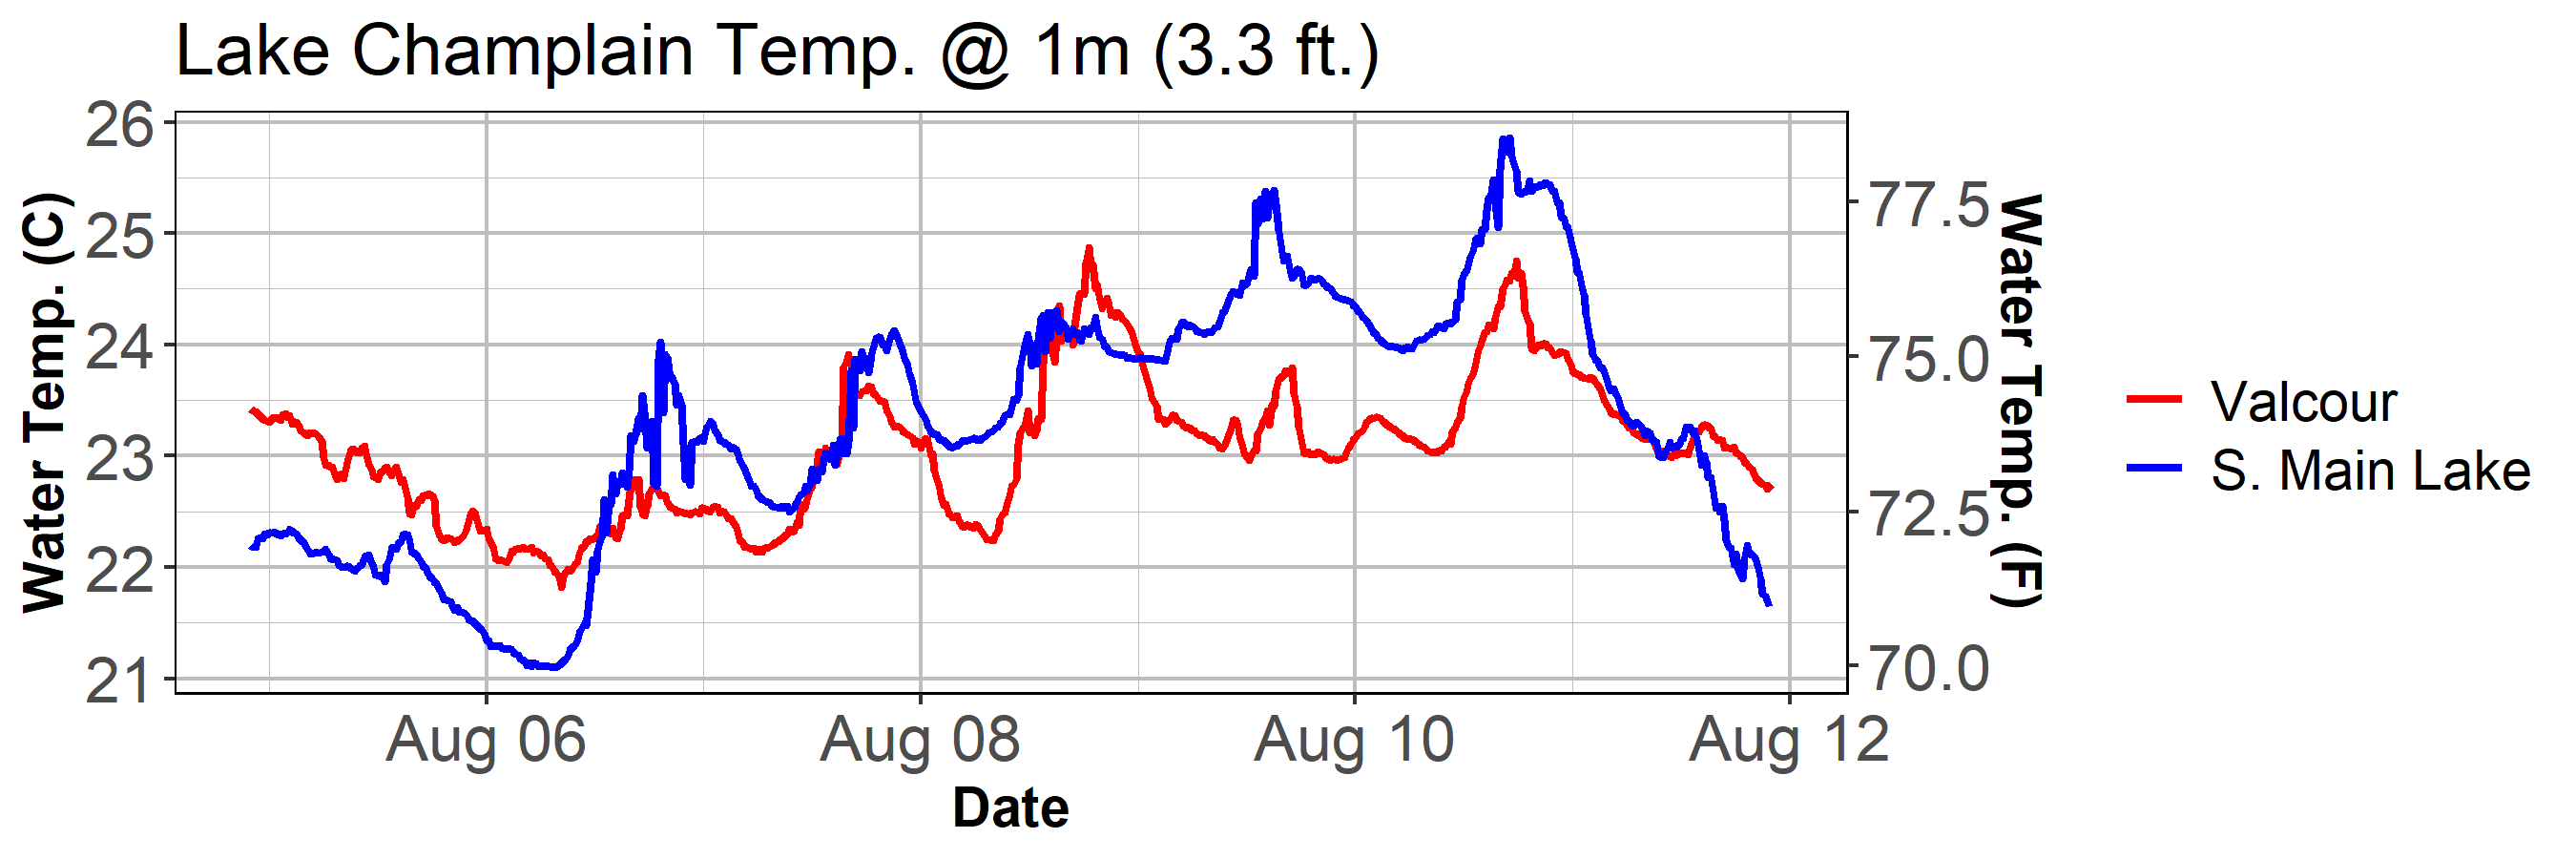 Lake Champlain Temp. @ 1m (3.3 ft.)
Water Temp. (C)
26
25
24
23
22
21
77.5
75.0
72.5
70.0
Water Temp. (F)
Aug 06
Aug 08
Aug 10
Aug 12
Date
Valcour
S. Main Lake